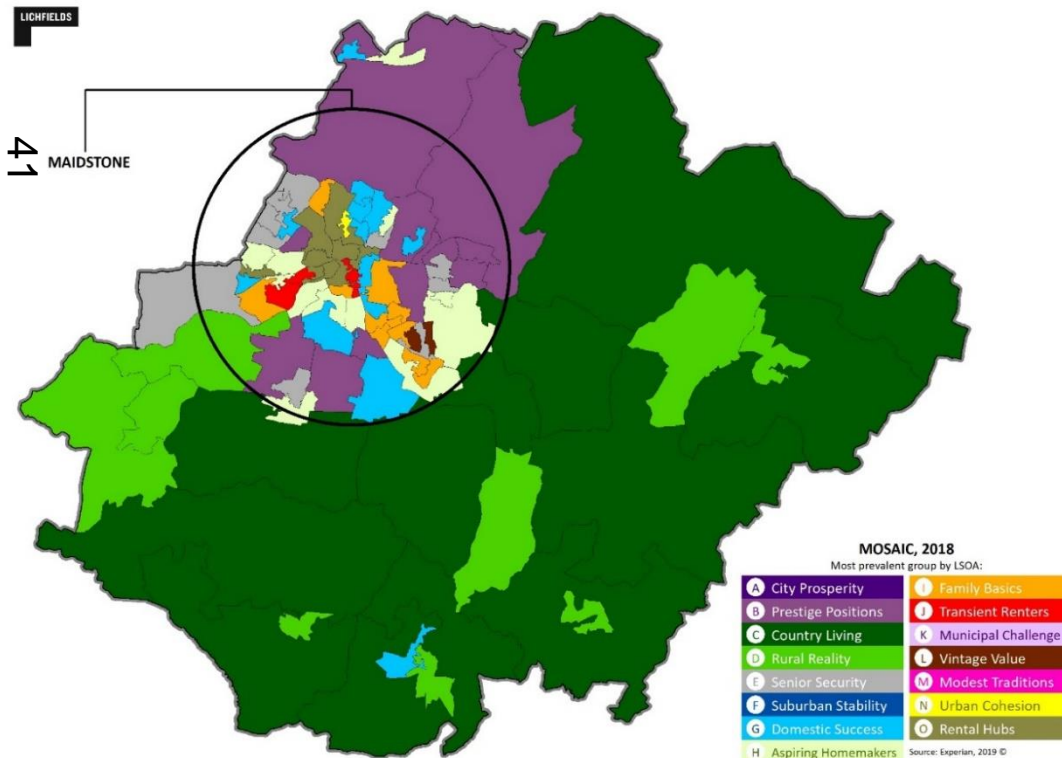 LICHFIELDS
41
MAIDSTONE
MOSAIC, 2018
Most prevalent group by LSOA:
A City Prosperity
B Prestige Positions
C Country Living
D Rural Reality
E Senior Security
F Suburban Stability
G Domestic Success
H Aspiring Homemakers
I Family Basics
J Transient Renters
K Municipal Challenge
L Vintage Value
M Modest Traditions
N Urban Cohesion
O Rental Hubs
Source: Experian, 2019 ©